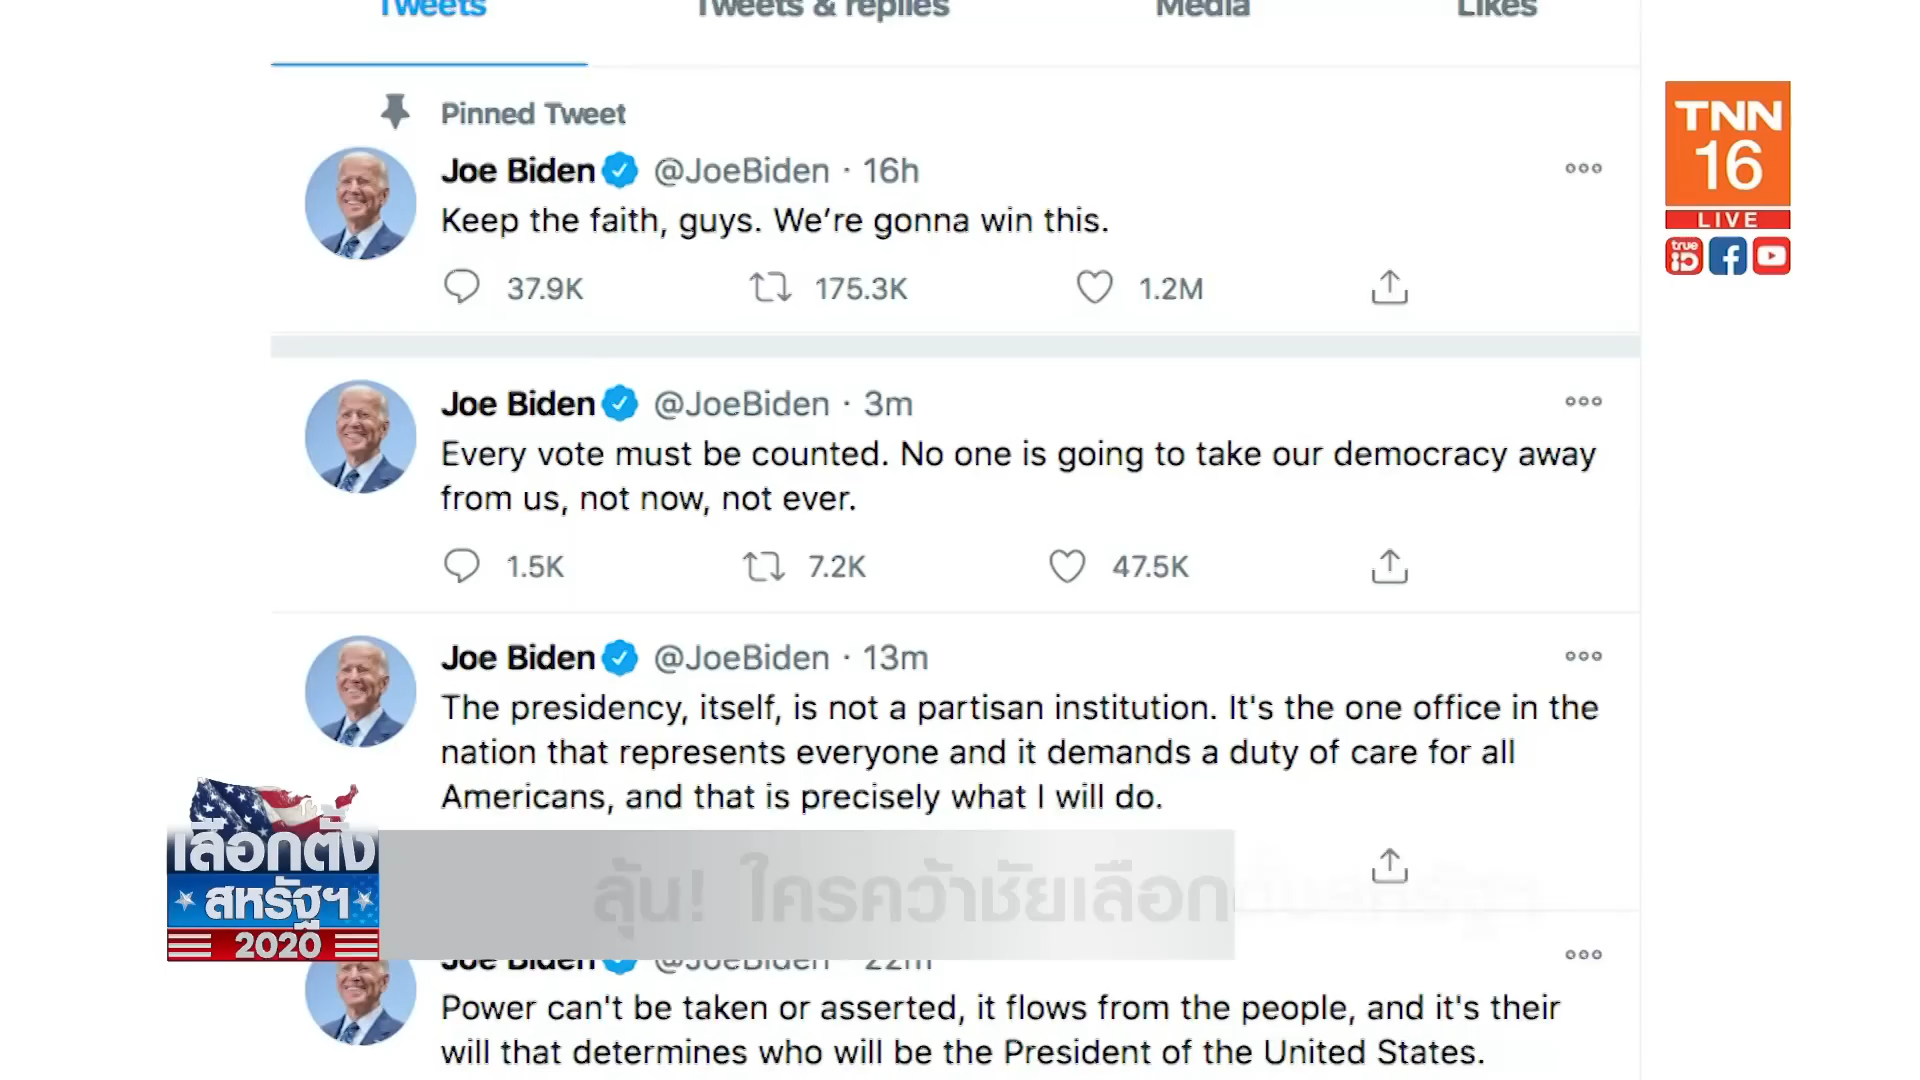 Tweets
Tweets & replies
Media
Likes
Pinned Tweet
Joe Biden @JoeBiden · 16h
Keep the faith, guys. We’re gonna win this.
37.9K 175.3K 1.2M
Joe Biden @JoeBiden · 3m
Every vote must be counted. No one is going to take our democracy away
from us, not now, not ever.
1.5K 7.2K 47.5K
Joe Biden @JoeBiden · 13m
The presidency, itself, is not a partisan institution. It's the one office in the
nation that represents everyone and it demands a duty of care for all
Americans, and that is precisely what I will do.
Joe Biden @JoeBiden 22m
Power can't be taken or asserted, it flows from the people, and it's their
will that determines who will be the President of the United States.
TNN
16
LIVE
true
iD
เลือกตั้ง
สหรัฐฯ
2020
ลุ้น! ใครคว้าชัยเลือกตั้งสหรัฐฯ